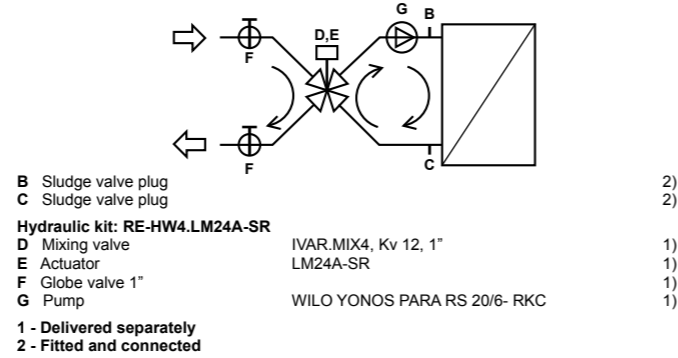 G
B
D,E
F
F
C
B Sludge valve plug 2)
C Sludge valve plug 2)
Hydraulic kit: RE-HW4.LM24A-SR
D Mixing valve IVAR.MIX4, Kv 12, 1” 1)
E Actuator LM24A-SR 1)
F Globe valve 1” 1)
G Pump WILO YONOS PARA RS 20/6- RKC 1)
1 - Delivered separately
2 - Fitted and connected